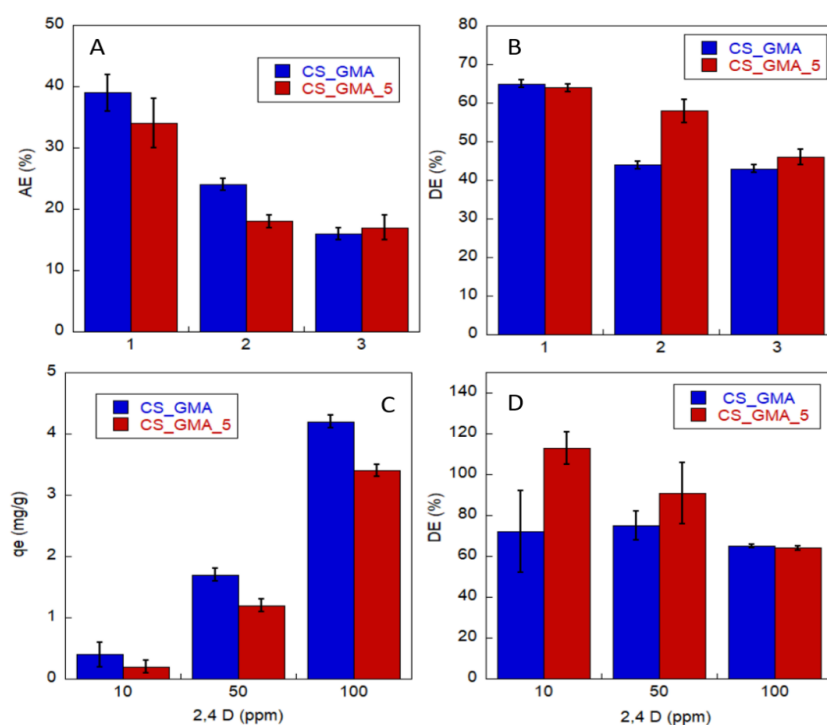 A
CS_GMA
CS_GMA_5
AE (%)
50
40
30
20
10
0
1 2 3
B
CS_GMA
CS_GMA_5
DE (%)
80
70
60
50
40
30
20
10
0
1 2 3
C
CS_GMA
CS_GMA_5
qe (mg/g)
5
4
3
2
1
0
10 50 100
2,4 D (ppm)
D
CS_GMA
CS_GMA_5
DE (%)
140
120
100
80
60
40
20
0
10 50 100
2,4 D (ppm)